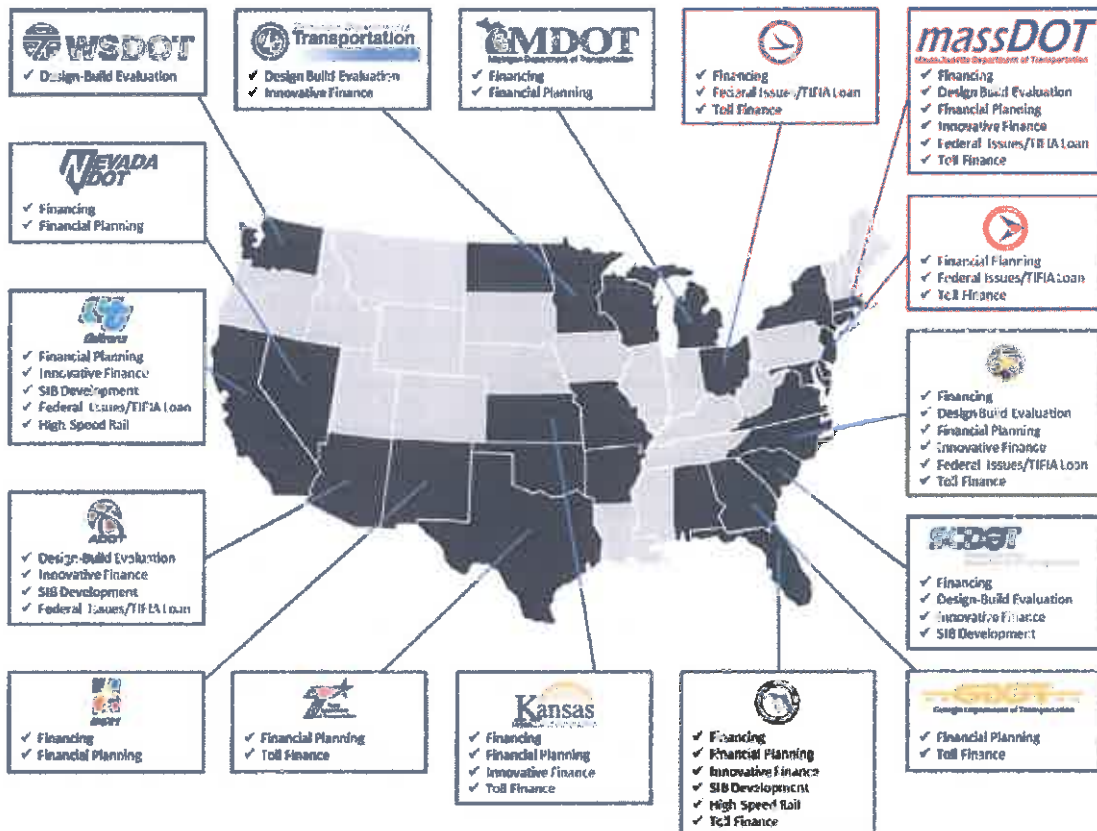 WSDOT
✓ Design-Build Evaluation
Transportation
✓ Design Build Evaluation
✓ Innovative Finance
MDOT
Michigan Department of Transportation
✓ Financing
✓ Financial Planning
✓ Financing
✓ Federal Issues/TIFIA Loan
✓ Toll Finance
massDOT
Massachusetts Department of Transportation
✓ Financing
✓ Design Build Evaluation
✓ Financial Planning
✓ Innovative Finance
✓ Federal Issues/TIFIA Loan
✓ Toll Finance
NEVADA
DOT
✓ Financing
✓ Financial Planning
✓ Financial Planning
✓ Federal Issues/TIFIA Loan
✓ Toll Finance
Caltrans
✓ Financial Planning
✓ Innovative Finance
✓ SIB Development
✓ Federal Issues/TIFIA Loan
✓ High Speed Rail
✓ Financing
✓ Design Build Evaluation
✓ Financial Planning
✓ Innovative Finance
✓ Federal Issues/TIFIA Loan
✓ Toll Finance
ADOT
✓ Design-Build Evaluation
✓ Innovative Finance
✓ SIB Development
✓ Federal Issues/TIFIA Loan
SCDOT
✓ Financing
✓ Design-Build Evaluation
✓ Innovative Finance
✓ SIB Development
✓ Financing
✓ Financial Planning
✓ Financial Planning
✓ Toll Finance
Kansas
✓ Financing
✓ Financial Planning
✓ Innovative Finance
✓ Toll Finance
✓ Financing
✓ Financial Planning
✓ Innovative Finance
✓ SIB Development
✓ High Speed Rail
✓ Toll Finance
GDOT
Georgia Department of Transportation
✓ Financial Planning
✓ Toll Finance